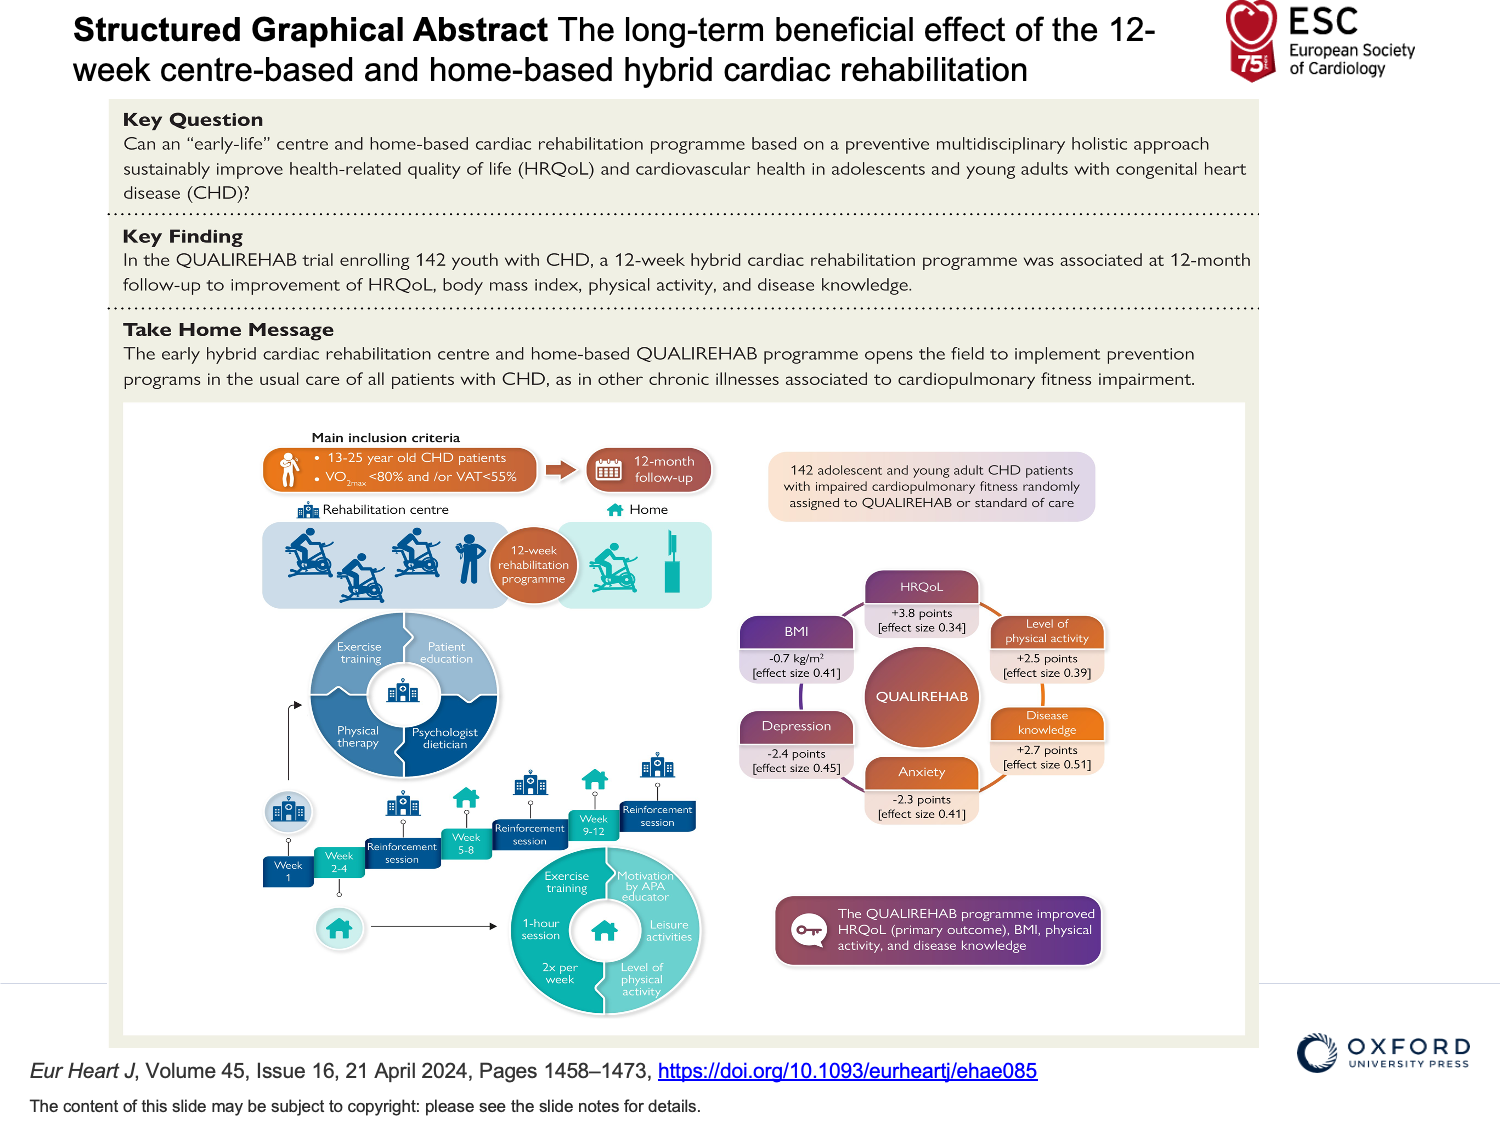 Structured Graphical Abstract The long-term beneficial effect of the 12-
week centre-based and home-based hybrid cardiac rehabilitation
ESC
European Society
of Cardiology
75
years
Key Question
Can an “early-life” centre and home-based cardiac rehabilitation programme based on a preventive multidisciplinary holistic approach
sustainably improve health-related quality of life (HRQoL) and cardiovascular health in adolescents and young adults with congenital heart
disease (CHD)?
Key Finding
In the QUALIREHAB trial enrolling 142 youth with CHD, a 12-week hybrid cardiac rehabilitation programme was associated at 12-month
follow-up to improvement of HRQoL, body mass index, physical activity, and disease knowledge.
Take Home Message
The early hybrid cardiac rehabilitation centre and home-based QUALIREHAB programme opens the field to implement prevention
programs in the usual care of all patients with CHD, as in other chronic illnesses associated to cardiopulmonary fitness impairment.
Main inclusion criteria
• 13-25 year old CHD patients
• VO2max <80% and /or VAT<55%
12-month
follow-up
Rehabilitation centre
Home
12-week
rehabilitation
programme
Exercise
training
Patient
education
Physical
therapy
Psychologist
dietician
Week
1
Week
2-4
Reinforcement
session
Week
5-8
Reinforcement
session
Week
9-12
Reinforcement
session
Exercise
training
Motivation
by APA
educator
1-hour
session
Leisure
activities
2x per
week
Level of
physical
activity
142 adolescent and young adult CHD patients
with impaired cardiopulmonary fitness randomly
assigned to QUALIREHAB or standard of care
HRQoL
+3.8 points
[effect size 0.34]
BMI
-0.7 kg/m²
[effect size 0.41]
Level of
physical activity
+2.5 points
[effect size 0.39]
QUALIREHAB
Depression
-2.4 points
[effect size 0.45]
Disease
knowledge
+2.7 points
[effect size 0.51]
Anxiety
-2.3 points
[effect size 0.41]
The QUALIREHAB programme improved
HRQoL (primary outcome), BMI, physical
activity, and disease knowledge
Eur Heart J, Volume 45, Issue 16, 21 April 2024, Pages 1458–1473, https://doi.org/10.1093/eurheartj/ehae085
The content of this slide may be subject to copyright: please see the slide notes for details.
OXFORD
UNIVERSITY PRESS